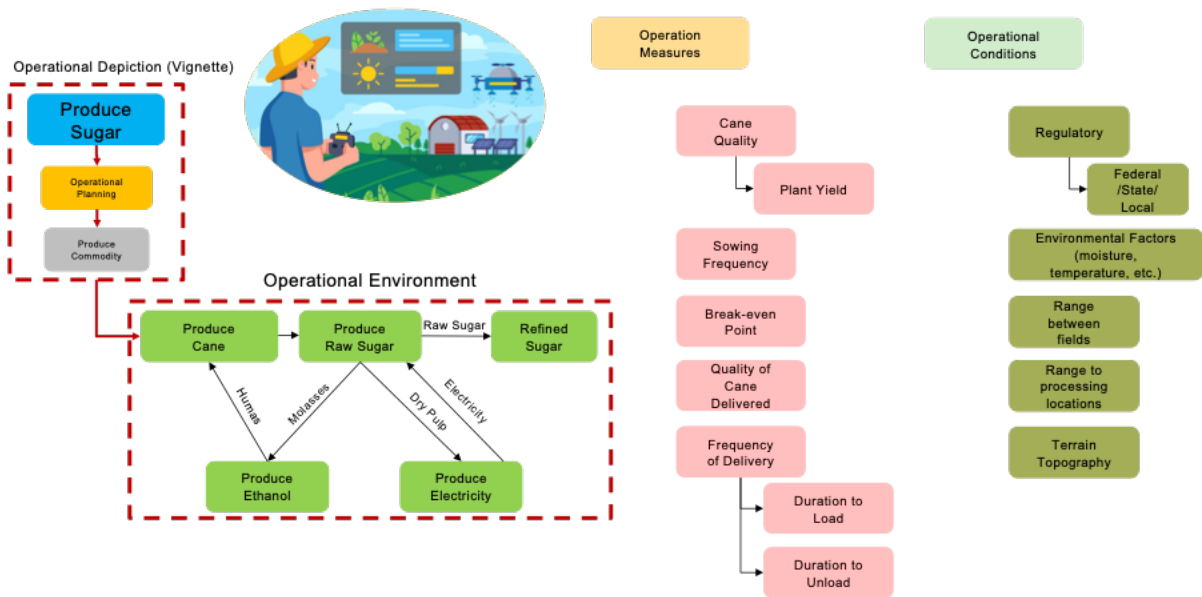 Operational Depiction (Vignette)
Produce
Sugar
Operational
Planning
Produce
Commodity
Operational Environment
Produce
Cane
Produce
Raw Sugar
Raw Sugar
Refined
Sugar
Humas
Molasses
Dry Pulp
Electricity
Produce
Ethanol
Produce
Electricity
Operation
Measures
Cane
Quality
Plant Yield
Sowing
Frequency
Break-even
Point
Quality of
Cane
Delivered
Frequency
of Delivery
Duration to
Load
Duration to
Unload
Operational
Conditions
Regulatory
Federal
/State/
Local
Environmental Factors
(moisture,
temperature, etc.)
Range
between
fields
Range to
processing
locations
Terrain
Topography